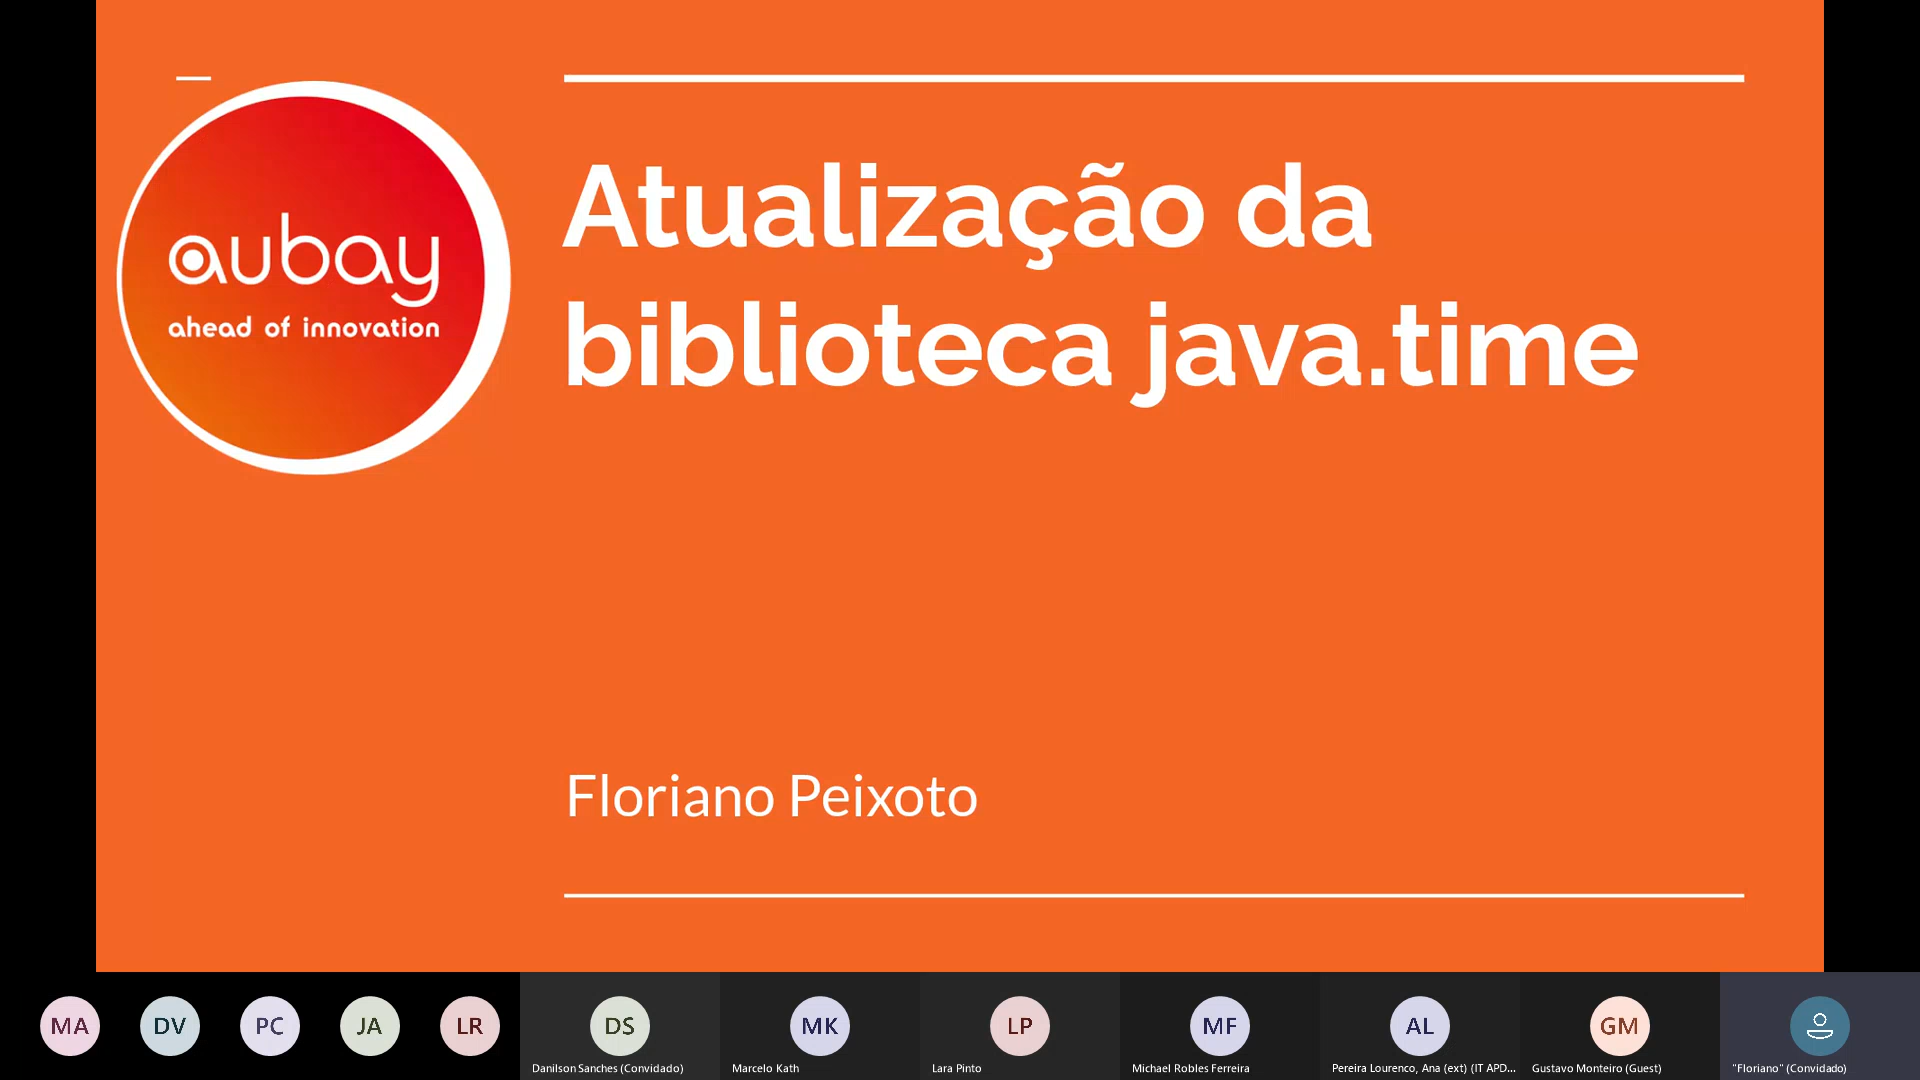 aubay
ahead of innovation
Atualização da
biblioteca java.time
Floriano Peixoto
MA
DV
PC
JA
LR
DS
MK
LP
MF
AL
GM
Danilson Sanches (Convidado)
Marcelo Kath
Lara Pinto
Michael Robles Ferreira
Pereira Lourenco, Ana (ext) (IT APD...
Gustavo Monteiro (Guest)
"Floriano" (Convidado)